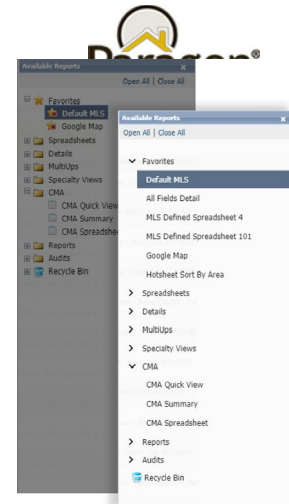 Paragon®
Available Reports x
Open All | Close All
Favorites
Default MLS
Google Map
Spreadsheets
Details
MultiUps
Specialty Views
CMA
CMA Quick View
CMA Summary
CMA Spreadshe
Reports
Audits
Recycle Bin
Available Reports x
Open All | Close All
Favorites
Default MLS
All Fields Detail
MLS Defined Spreadsheet 4
MLS Defined Spreadsheet 101
Google Map
Hotsheet Sort By Area
Spreadsheets
Details
MultiUps
Specialty Views
CMA
CMA Quick View
CMA Summary
CMA Spreadsheet
Reports
Audits
Recycle Bin